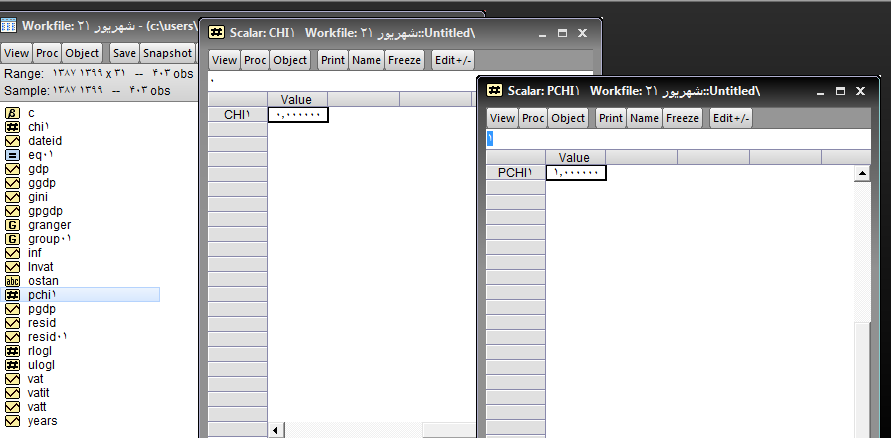 Workfile: شهریور ۲۱ - (c:\users\
View Proc Object Save Snapshot
Range: ۱۳۸۷ ۱۳۹۹ x ۳۱ -- ۴۰۳ obs
Sample: ۱۳۸۷ ۱۳۹۹ -- ۴۰۳ obs
c
chi۱
dateid
eq۰۱
gdp
ggdp
gini
gpgdp
granger
group۰۱
inf
lnvat
ostan
pchi۱
pgdp
resid
resid۰۱
rlogl
ulogl
vat
vatit
vatt
years
Scalar: CHI۱ Workfile: شهریور ۲۱::Untitled\
View Proc Object Print Name Freeze Edit+/-
۰
Value
CHI۱ ۰,۰۰۰۰۰۰
Scalar: PCHI۱ Workfile: شهریور ۲۱::Untitled\
View Proc Object Print Name Freeze Edit+/-
۱
Value
PCHI۱ ۱,۰۰۰۰۰۰